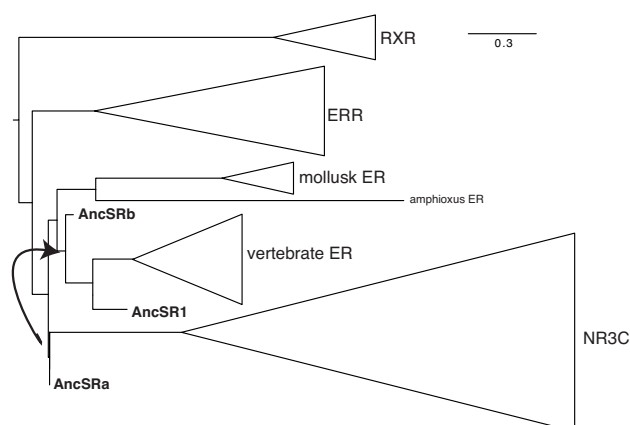 RXR
0.3
ERR
mollusk ER
amphioxus ER
AncSRb
vertebrate ER
AncSR1
NR3C
AncSRa